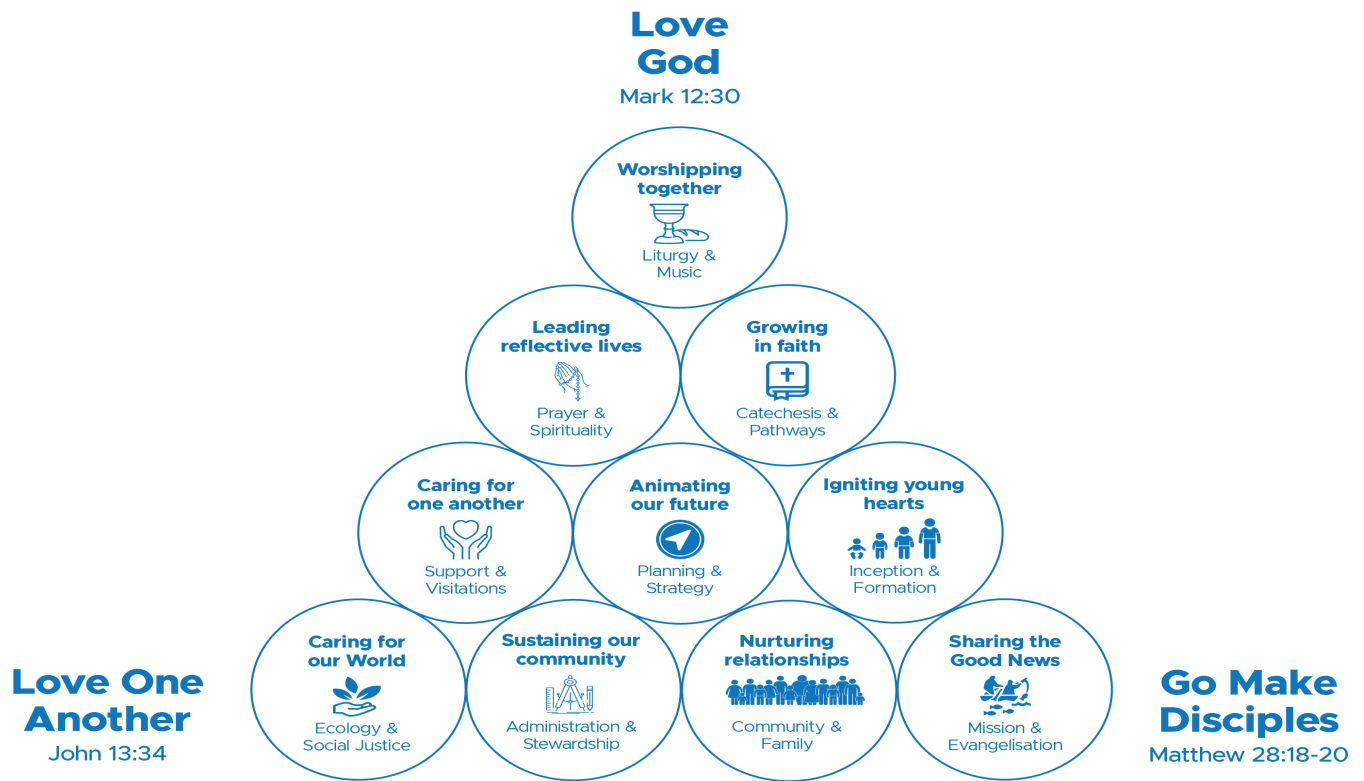 Love
God
Mark 12:30
Worshipping
together
Liturgy &
Music
Leading
reflective lives
Prayer &
Spirituality
Growing
in faith
Catechesis &
Pathways
Caring for
one another
Support &
Visitations
Animating
our future
Planning &
Strategy
Igniting young
hearts
Inception &
Formation
Love One
Another
John 13:34
Caring for
our World
Ecology &
Social Justice
Sustaining our
community
Administration &
Stewardship
Nurturing
relationships
Community &
Family
Sharing the
Good News
Mission &
Evangelisation
Go Make
Disciples
Matthew 28:18-20